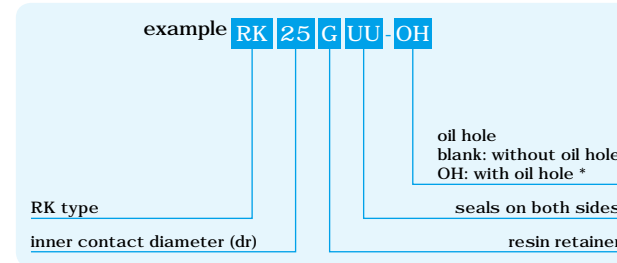 example RK 25 G UU-OH
oil hole
blank: without oil hole
OH: with oil hole *
RK type
seals on both sides
inner contact diameter (dr)
resin retainer